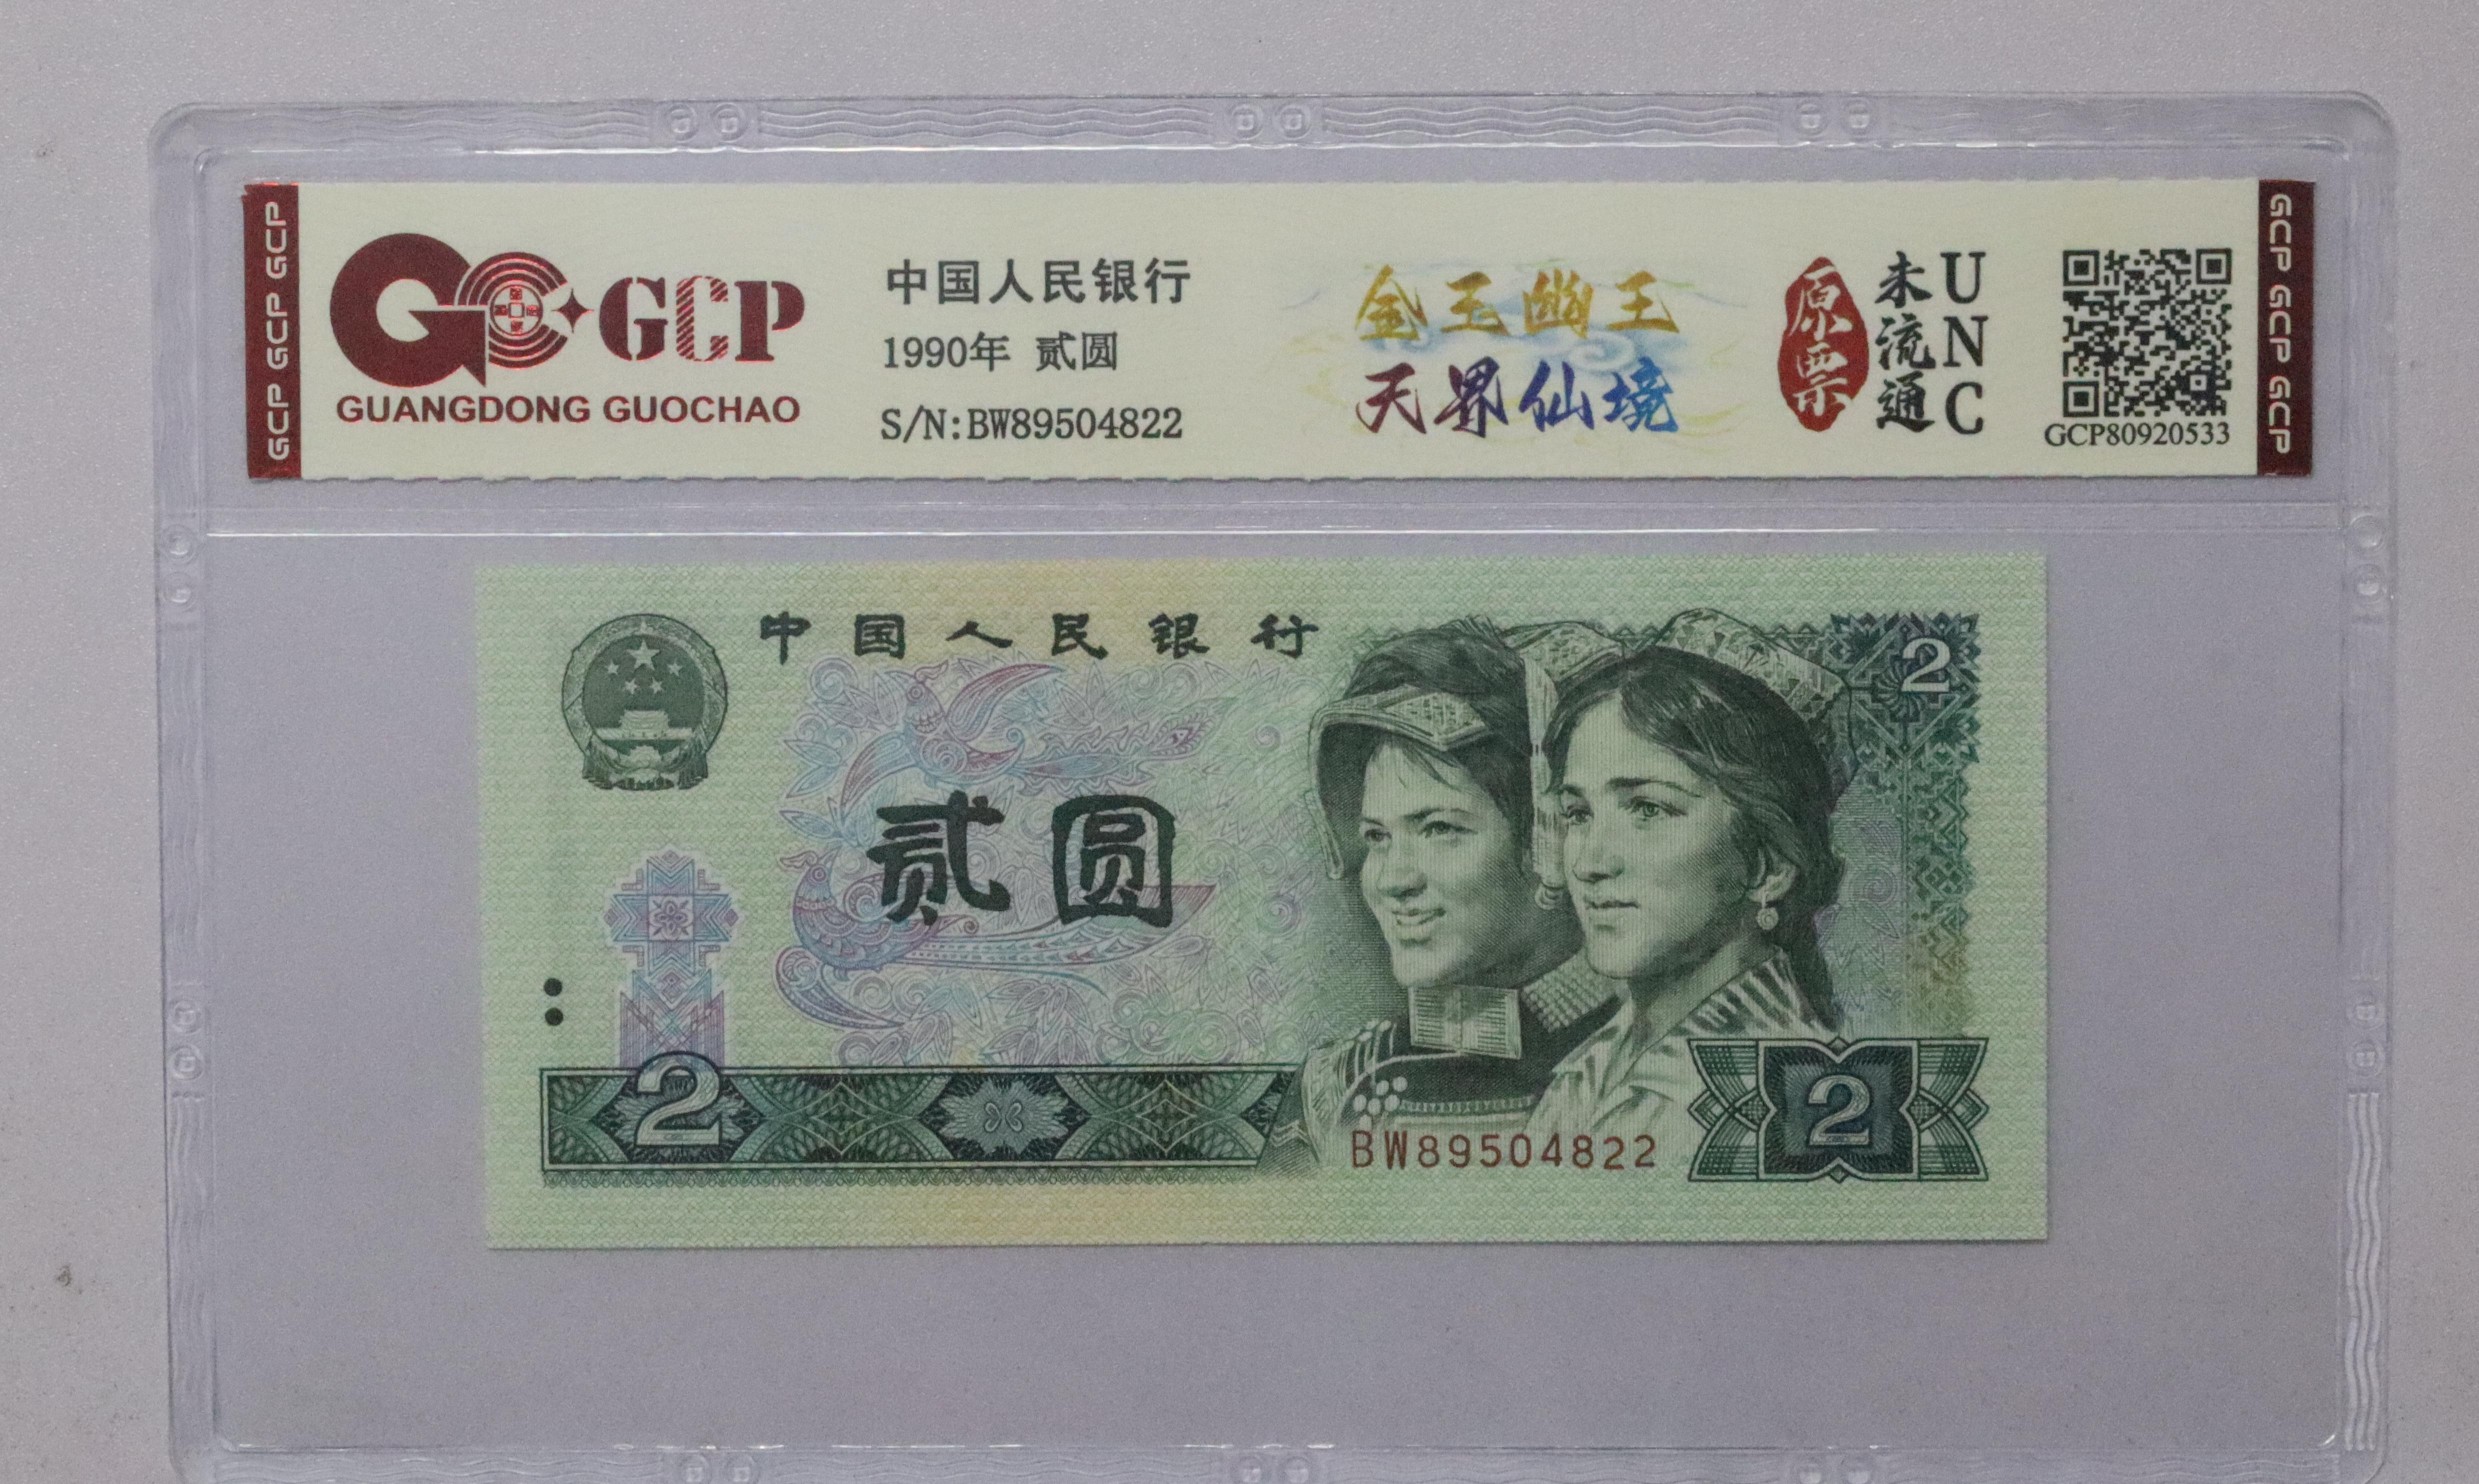 GCP GCP GCP
GCP
GUANGDONG GUOCHAO
中国人民银行
1990年 贰圆
S/N:BW89504822
金玉幽王
天界仙境
原票
未流通
UNC
GCP80920533
GCP GCP GCP
中国人民银行
2
贰圆
2
BW89504822
2